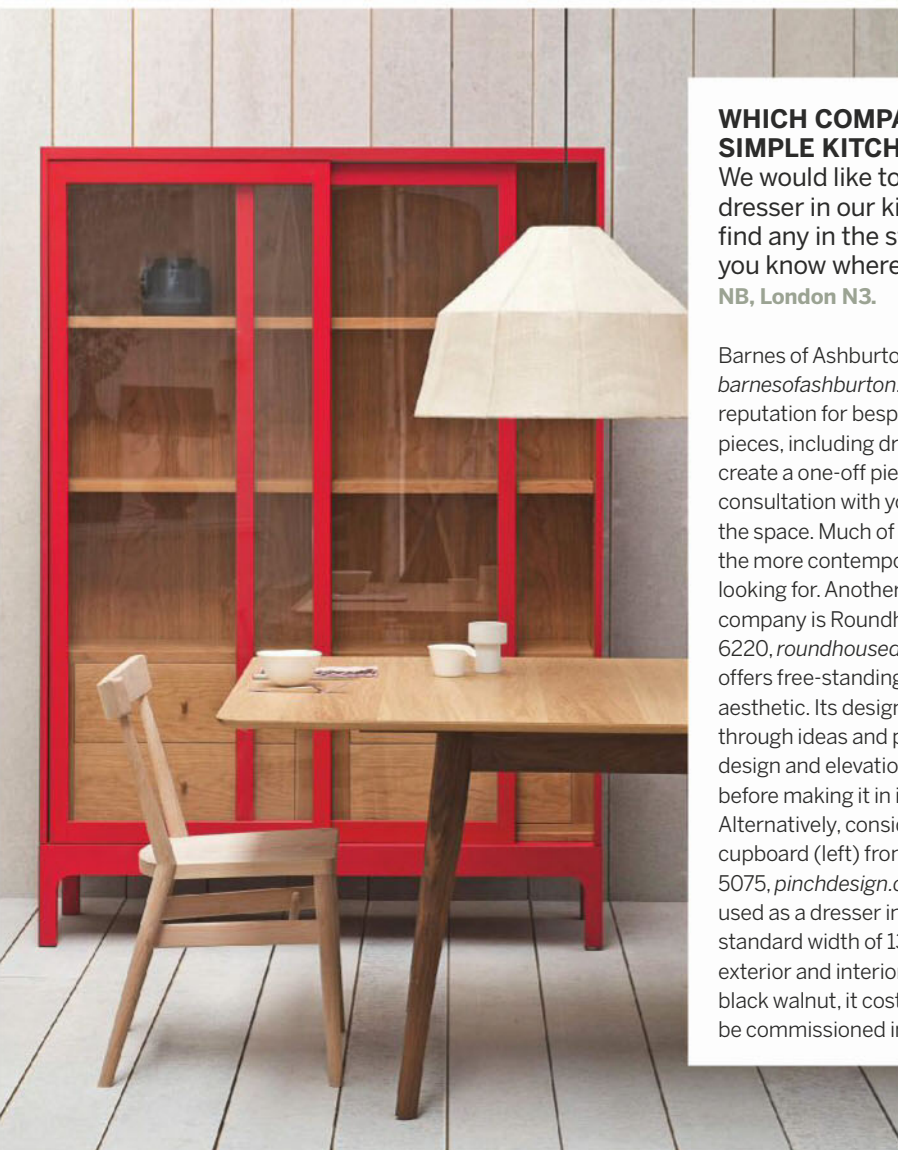 WHICH COMPA
SIMPLE KITCH
We would like to
dresser in our ki
find any in the s
you know where
NB, London N3.
Barnes of Ashburto
barnesofashburton.
reputation for besp
pieces, including dr
create a one-off pie
consultation with yo
the space. Much of
the more contempo
looking for. Another
company is Roundh
6220, roundhoused
offers free-standing
aesthetic. Its design
through ideas and p
design and elevatio
before making it in i
Alternatively, consid
cupboard (left) from
5075, pinchdesign.c
used as a dresser in
standard width of 13
exterior and interior
black walnut, it cost
be commissioned in